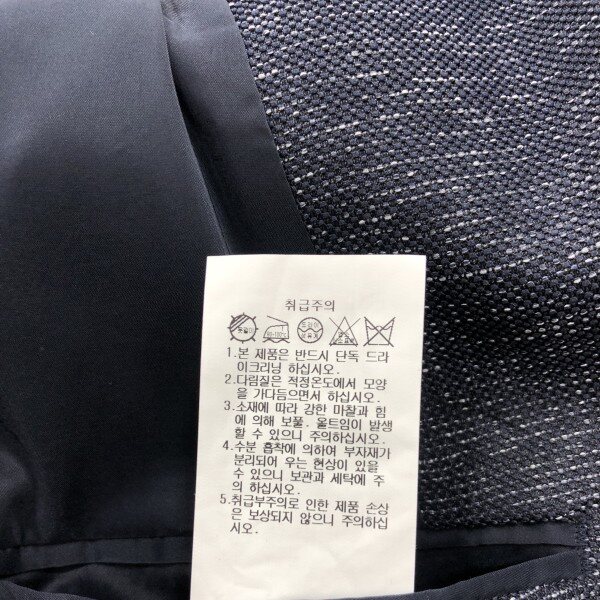 취급주의
1.본 제품은 반드시 단독 드라
이크리닝 하십시오.
2.다림질은 적정온도에서 모양
을 가다듬으면서 하십시오.
3.소재에 따라 강한 마찰과 힘
에 의해 보풀. 올트임이 발생
할 수 있으니 주의하십시오.
4.수분 흡착에 의하여 부자재가
분리되어 우는 현상이 있을
수 있으니 보관과 세탁에 주
의 하십시오.
5.취급부주의로 인한 제품 손상
은 보상되지 않으니 주의하십
시오.